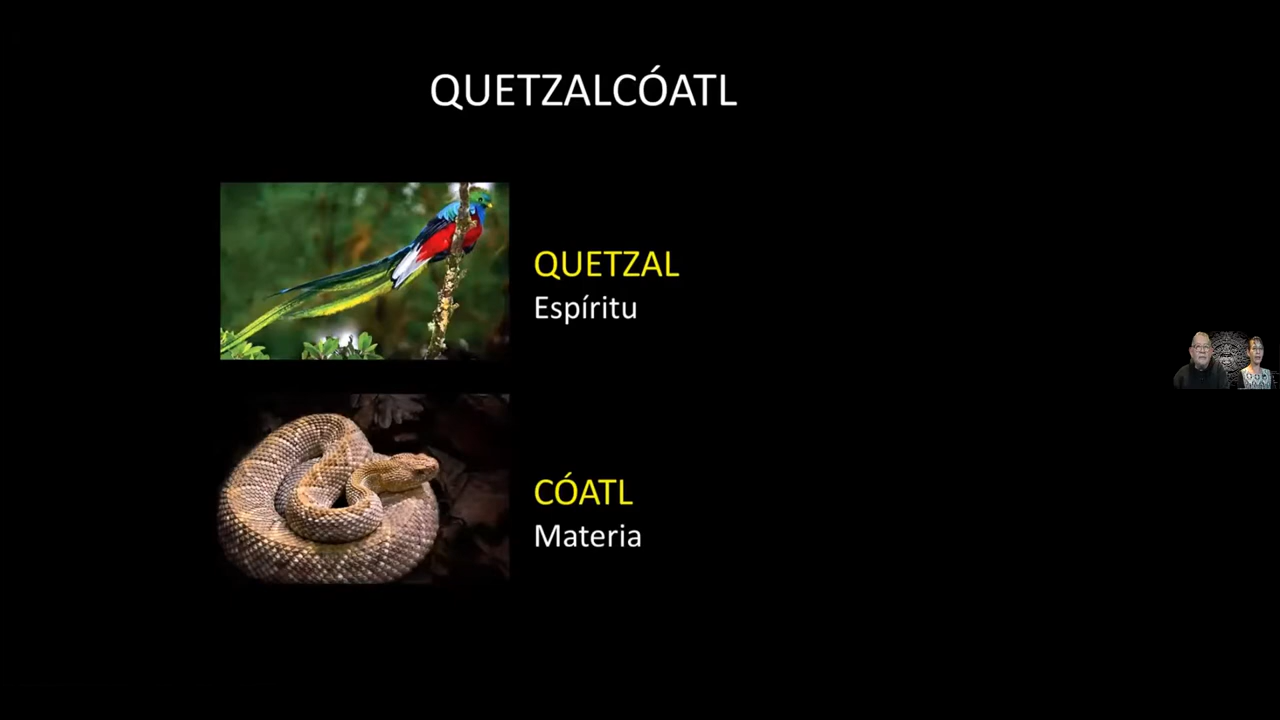 QUETZALCÓATL
QUETZAL
Espíritu
CÓATL
Materia